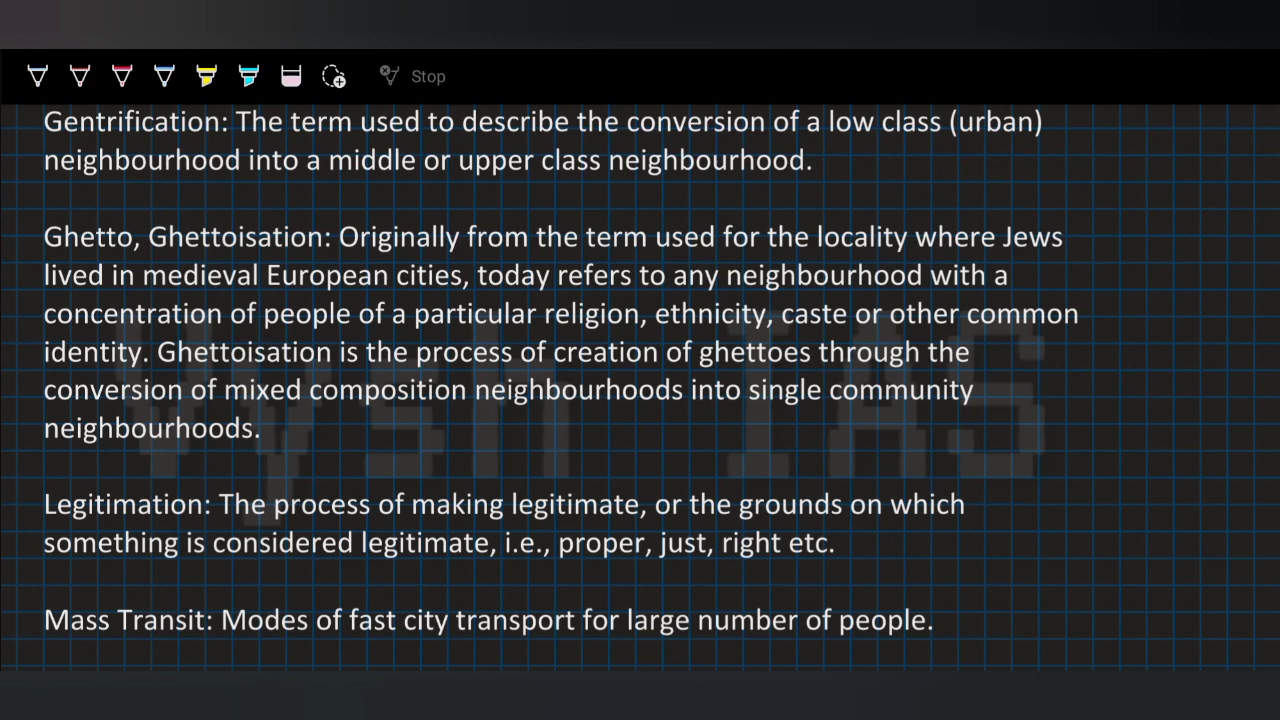 Stop
Gentrification: The term used to describe the conversion of a low class (urban)
neighbourhood into a middle or upper class neighbourhood.
Ghetto, Ghettoisation: Originally from the term used for the locality where Jews
lived in medieval European cities, today refers to any neighbourhood with a
concentration of people of a particular religion, ethnicity, caste or other common
identity. Ghettoisation is the process of creation of ghettoes through the
conversion of mixed composition neighbourhoods into single community
neighbourhoods.
Legitimation: The process of making legitimate, or the grounds on which
something is considered legitimate, i.e., proper, just, right etc.
Mass Transit: Modes of fast city transport for large number of people.